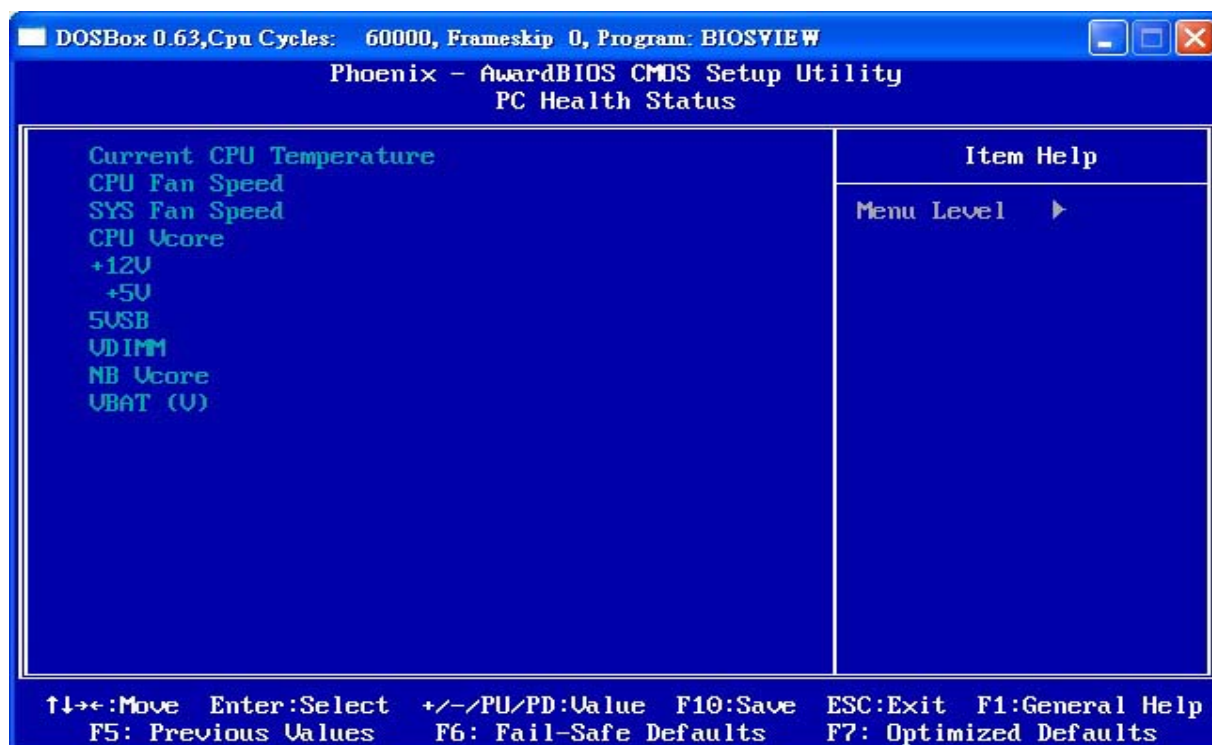 DOSBox 0.63,Cpu Cycles: 60000, Frameskip 0, Program: BIOSVIEW
Phoenix - AwardBIOS CMOS Setup Utility
PC Health Status
Current CPU Temperature
CPU Fan Speed
SYS Fan Speed
CPU Vcore
+12V
+5V
5VSB
VDIMM
NB Vcore
VBAT (V)
Item Help
Menu Level ►
↑↓→←:Move Enter:Select +/-/PU/PD:Value F10:Save ESC:Exit F1:General Help
F5: Previous Values F6: Fail-Safe Defaults F7: Optimized Defaults